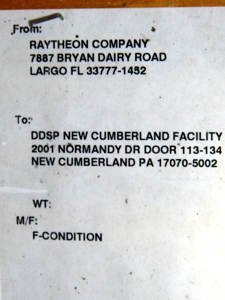 From:
RAYTHEON COMPANY
7887 BRYAN DAIRY ROAD
LARGO FL 33777-1452
To:
DDSP NEW CUMBERLAND FACILITY
2001 NORMANDY DR DOOR 113-134
NEW CUMBERLAND PA 17070-5002
WT:
M/F:
F-CONDITION